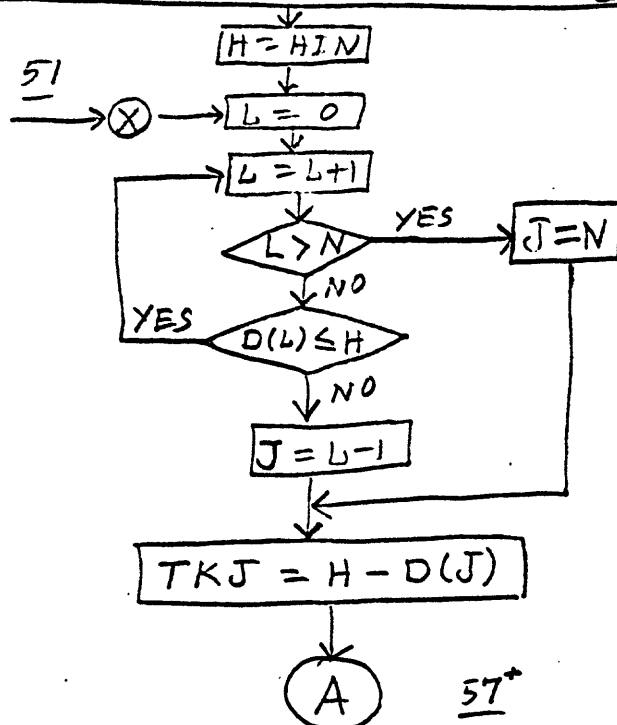 H = HIN
51
X
L = 0
L = L+1
L > N
YES
J = N
NO
YES
D(L) ≤ H
NO
J = L-1
TKJ = H - D(J)
A
57+